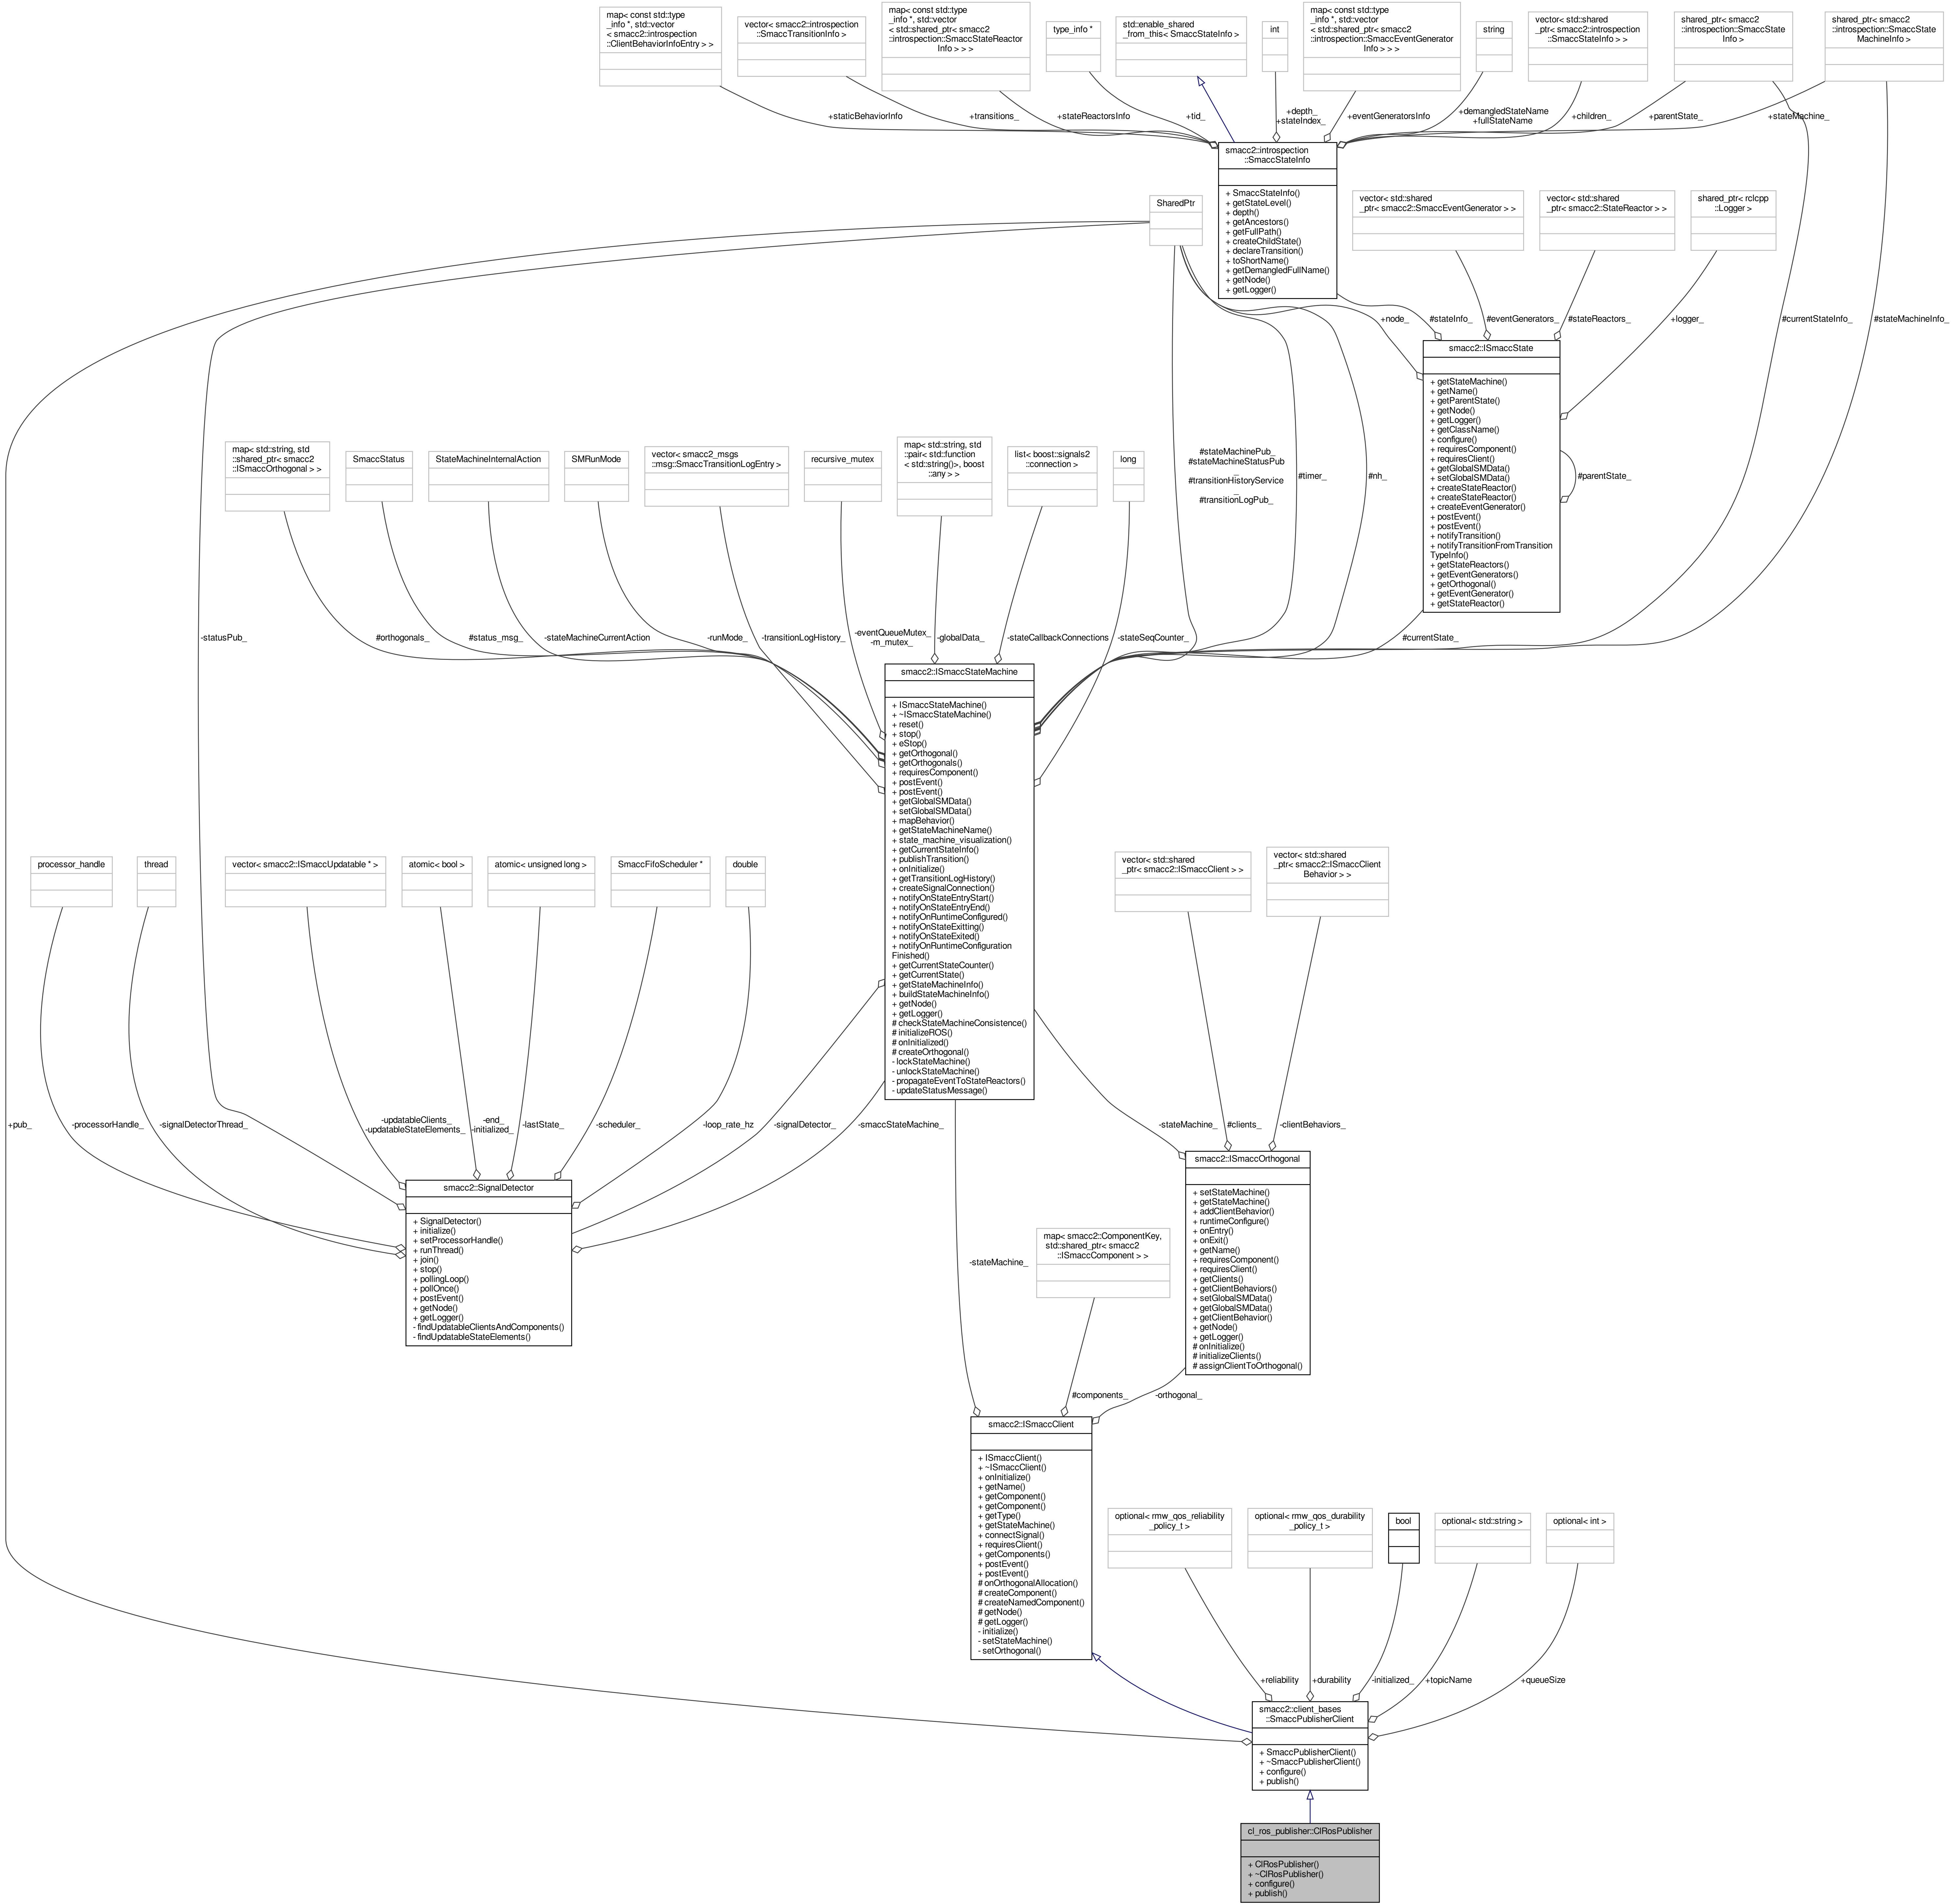 map< const std::type
_info *, std::vector
< smacc2::introspection
::ClientBehaviorInfoEntry > >
vector< smacc2::introspection
::SmaccTransitionInfo >
map< const std::type
_info *, std::vector
< std::shared_ptr< smacc2
::introspection::SmaccStateReactor
Info > > >
type_info *
std::enable_shared
_from_this< SmaccStateInfo >
int
map< const std::type
_info *, std::vector
< std::shared_ptr< smacc2
::introspection::SmaccEventGenerator
Info > > >
string
vector< std::shared
_ptr< smacc2::introspection
::SmaccStateInfo > >
shared_ptr< smacc2
::introspection::SmaccState
Info >
shared_ptr< smacc2
::introspection::SmaccState
MachineInfo >
+staticBehaviorInfo
+transitions_
+stateReactorsInfo
+tid_
+depth_
+stateIndex_
+eventGeneratorsInfo
+demangledStateName
+fullStateName
+children_
+parentState_
+stateMachine_
smacc2::introspection
::SmaccStateInfo
+ SmaccStateInfo()
+ getStateLevel()
+ depth()
+ getAncestors()
+ getFullPath()
+ createChildState()
+ declareTransition()
+ toShortName()
+ getDemangledFullName()
+ getNode()
+ getLogger()
SharedPtr
vector< std::shared
_ptr< smacc2::SmaccEventGenerator > >
vector< std::shared
_ptr< smacc2::StateReactor > >
shared_ptr< rclcpp
::Logger >
+node_
#stateInfo_
#eventGenerators_
#stateReactors_
+logger_
#currentStateInfo_
#stateMachineInfo_
smacc2::ISmaccState
+ getStateMachine()
+ getName()
+ getParentState()
+ getNode()
+ getLogger()
+ getClassName()
+ configure()
+ requiresComponent()
+ requiresClient()
+ getGlobalSMData()
+ setGlobalSMData()
+ createStateReactor()
+ createStateReactor()
+ createEventGenerator()
+ postEvent()
+ postEvent()
+ notifyTransition()
+ notifyTransitionFromTransition
TypeInfo()
+ getStateReactors()
+ getEventGenerators()
+ getOrthogonal()
+ getEventGenerator()
+ getStateReactor()
#parentState_
map< std::string, std
::shared_ptr< smacc2
::ISmaccOrthogonal > >
SmaccStatus
StateMachineInternalAction
SMRunMode
vector< smacc2_msgs
::msg::SmaccTransitionLogEntry >
recursive_mutex
map< std::string, std
::pair< std::function
< std::string()>, boost
::any > >
list< boost::signals2
::connection >
long
#stateMachinePub_
#stateMachineStatusPub
_
#transitionHistoryService
_
#transitionLogPub_
#timer_
#nh_
-statusPub_
#orthogonals_
#status_msg_
-stateMachineCurrentAction
-runMode_
-transitionLogHistory_
-eventQueueMutex_
-m_mutex_
-globalData_
-stateCallbackConnections
-stateSeqCounter_
#currentState_
smacc2::ISmaccStateMachine
+ ISmaccStateMachine()
+ ~ISmaccStateMachine()
+ reset()
+ stop()
+ eStop()
+ getOrthogonal()
+ getOrthogonals()
+ requiresComponent()
+ postEvent()
+ postEvent()
+ getGlobalSMData()
+ setGlobalSMData()
+ mapBehavior()
+ getStateMachineName()
+ state_machine_visualization()
+ getCurrentStateInfo()
+ publishTransition()
+ onInitialize()
+ getTransitionLogHistory()
+ createSignalConnection()
+ notifyOnStateEntryStart()
+ notifyOnStateEntryEnd()
+ notifyOnRuntimeConfigured()
+ notifyOnStateExitting()
+ notifyOnStateExited()
+ notifyOnRuntimeConfiguration
Finished()
+ getCurrentStateCounter()
+ getCurrentState()
+ getStateMachineInfo()
+ buildStateMachineInfo()
+ getNode()
+ getLogger()
# checkStateMachineConsistence()
# initializeROS()
# onInitialized()
# createOrthogonal()
- lockStateMachine()
- unlockStateMachine()
- propagateEventToStateReactors()
- updateStatusMessage()
processor_handle
thread
vector< smacc2::ISmaccUpdatable * >
atomic< bool >
atomic< unsigned long >
SmaccFifoScheduler *
double
vector< std::shared
_ptr< smacc2::ISmaccClient > >
vector< std::shared
_ptr< smacc2::ISmaccClient
Behavior > >
+pub_
-processorHandle_
-signalDetectorThread_
-updatableClients_
-updatableStateElements_
-end_
-initialized_
-lastState_
-scheduler_
-loop_rate_hz
-signalDetector_
-smaccStateMachine_
-stateMachine_
#clients_
-clientBehaviors_
smacc2::SignalDetector
+ SignalDetector()
+ initialize()
+ setProcessorHandle()
+ runThread()
+ join()
+ stop()
+ pollingLoop()
+ pollOnce()
+ postEvent()
+ getNode()
+ getLogger()
- findUpdatableClientsAndComponents()
- findUpdatableStateElements()
smacc2::ISmaccOrthogonal
+ setStateMachine()
+ getStateMachine()
+ addClientBehavior()
+ runtimeConfigure()
+ onEntry()
+ onExit()
+ getName()
+ requiresComponent()
+ requiresClient()
+ getClients()
+ getClientBehaviors()
+ setGlobalSMData()
+ getGlobalSMData()
+ getClientBehavior()
+ getNode()
+ getLogger()
# onInitialize()
# initializeClients()
# assignClientToOrthogonal()
map< smacc2::ComponentKey,
std::shared_ptr< smacc2
::ISmaccComponent > >
-stateMachine_
#components_
-orthogonal_
smacc2::ISmaccClient
+ ISmaccClient()
+ ~ISmaccClient()
+ onInitialize()
+ getName()
+ getComponent()
+ getComponent()
+ getType()
+ getStateMachine()
+ connectSignal()
+ requiresClient()
+ getComponents()
+ postEvent()
+ postEvent()
# onOrthogonalAllocation()
# createComponent()
# createNamedComponent()
# getNode()
# getLogger()
- initialize()
- setStateMachine()
- setOrthogonal()
optional< rmw_qos_reliability
_policy_t >
optional< rmw_qos_durability
_policy_t >
bool
optional< std::string >
optional< int >
+reliability
+durability
-initialized_
+topicName
+queueSize
smacc2::client_bases
::SmaccPublisherClient
+ SmaccPublisherClient()
+ ~SmaccPublisherClient()
+ configure()
+ publish()
cl_ros_publisher::ClRosPublisher
+ ClRosPublisher()
+ ~ClRosPublisher()
+ configure()
+ publish()